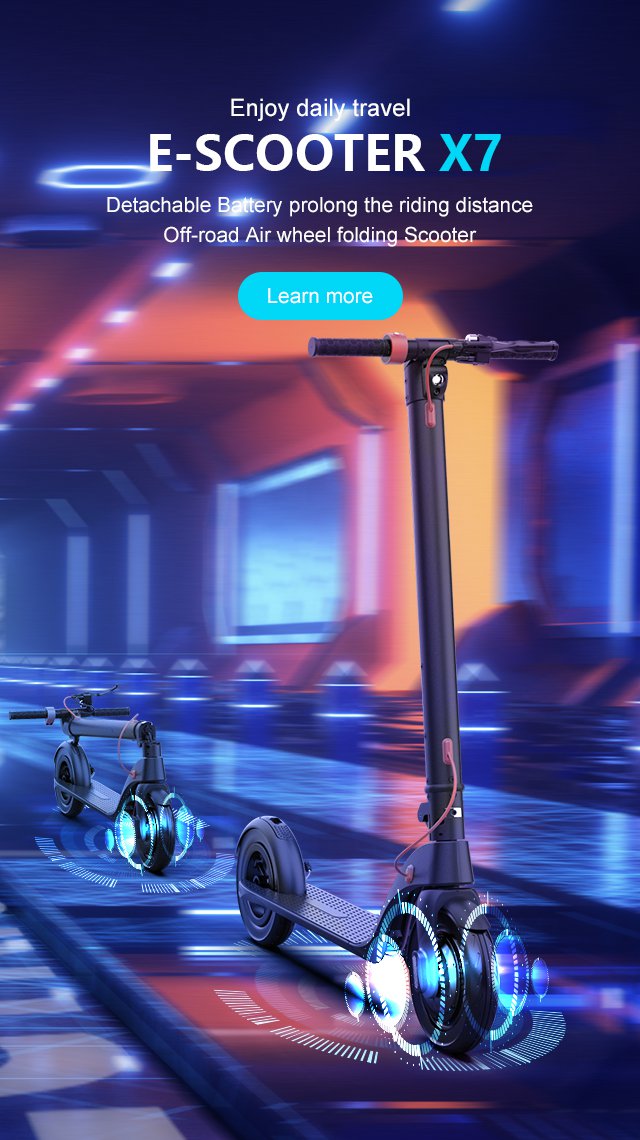 Enjoy daily travel
E-SCOOTER X7
Detachable Battery prolong the riding distance
Off-road Air wheel folding Scooter
Learn more